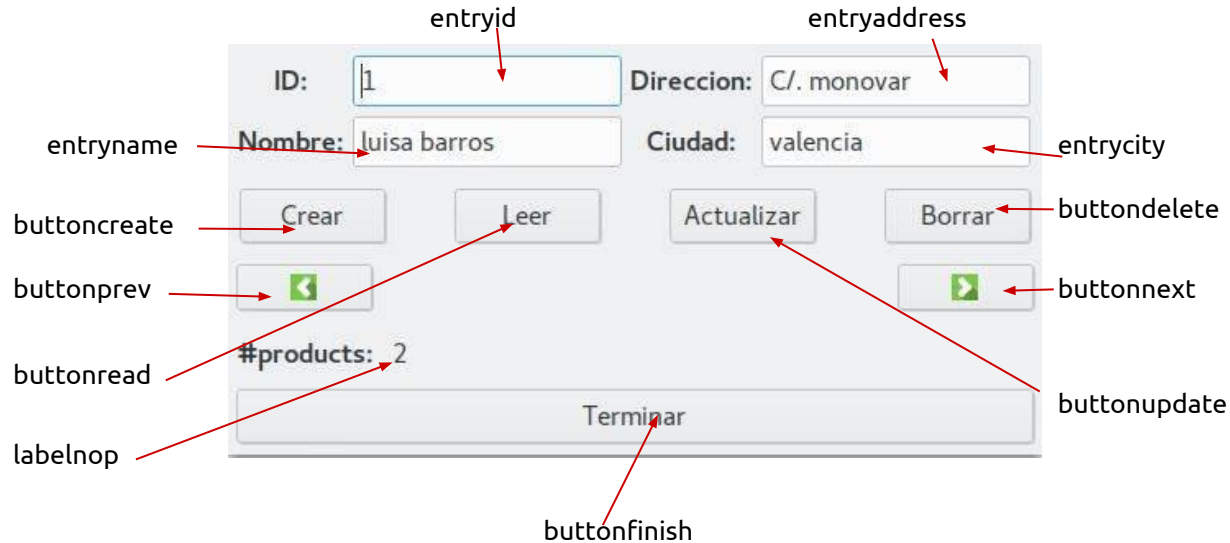 entryid entryaddress
ID: 1 Direccion: C/. monovar
entryname Nombre: luisa barros Ciudad: valencia entrycity
buttoncreate Crear Leer Actualizar Borrar buttondelete
buttonprev buttonnext
#products: 2
buttonread
Terminar buttonupdate
labelnop
buttonfinish